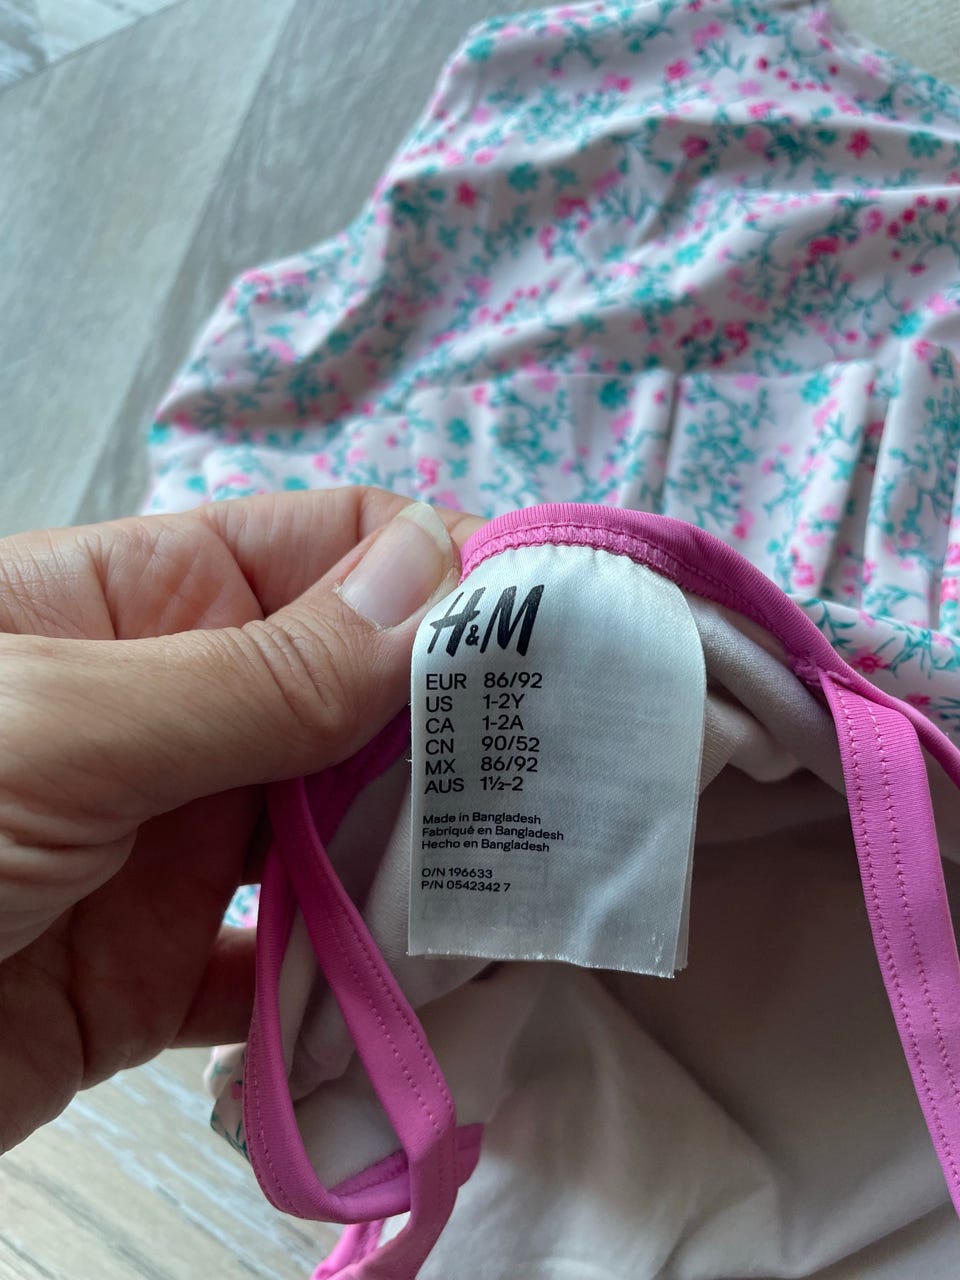 H&M
EUR 86/92
US 1-2Y
CA 1-2A
CN 90/52
MX 86/92
AUS 1½-2
Made in Bangladesh
Fabriqué en Bangladesh
Hecho en Bangladesh
O/N 196633
P/N 0542342 7